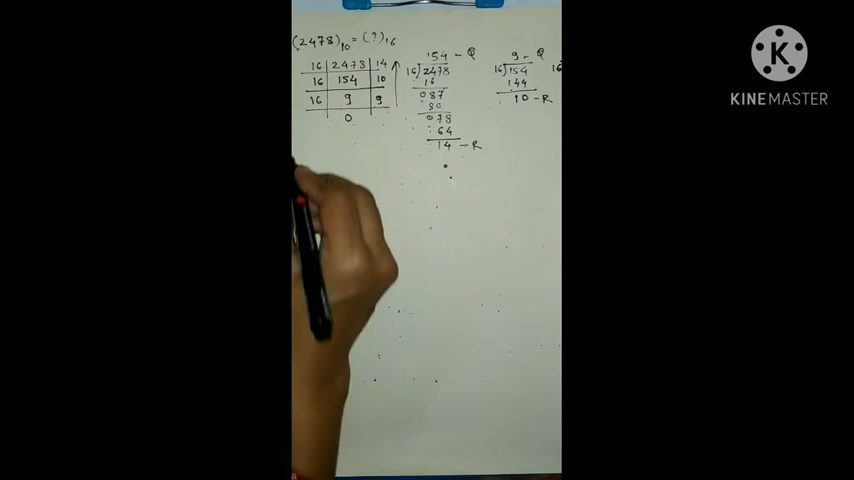 (2478)₁₀ = (?)₁₆
16 | 2478 | 14
16 | 154 | 10
16 | 9 | 9
0
154 - Q
16)2478
16
087
80
078
64
14 - R
9 - Q
16)154
144
10 - R
16
K
KINEMASTER